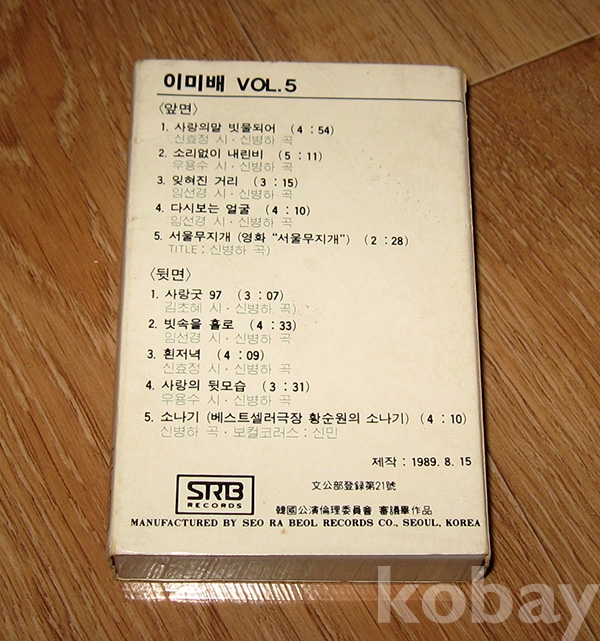 이미배 VOL.5
〈앞면〉
1. 사랑의말 빗물되어 (4 : 54)
신효정 시·신병하 곡
2. 소리없이 내린비 (5 : 11)
우용수 시·신병하 곡
3. 잊혀진 거리 (3 : 15)
임선경 시·신병하 곡
4. 다시보는 얼굴 (4 : 10)
임선경 시·신병하 곡
5. 서울무지개 (영화 “서울무지개”) (2 : 28)
TITLE : 신병하 곡)
〈뒷면〉
1. 사랑굿 97 (3 : 07)
김초혜 시·신병하 곡)
2. 빗속을 홀로 (4 : 33)
임선경 시·신병하 곡
3. 흰저녁 (4 : 09)
신효정 시·신병하 곡
4. 사랑의 뒷모습 (3 : 31)
우용수 시·신병하 곡
5. 소나기 (베스트셀러극장 황순원의 소나기) (4 : 10)
신병하 곡·보컬코러스 : 신민
제작 : 1989. 8. 15
SRB
RECORDS
文公部登録第21號
韓國公演倫理委員會 審議畢作品
MANUFACTURED BY SEO RA BEOL RECORDS CO., SEOUL, KOREA
kobay